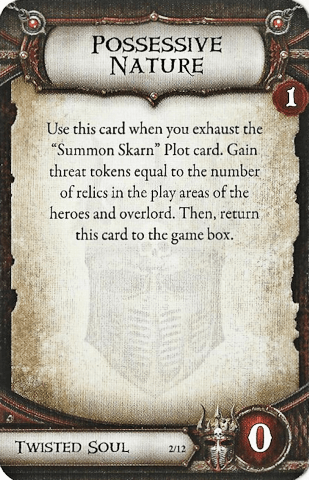 Possessive
Nature
1
Use this card when you exhaust the
“Summon Skarn” Plot card. Gain
threat tokens equal to the number
of relics in the play areas of the
heroes and overlord. Then, return
this card to the game box.
Twisted Soul 2/12 0